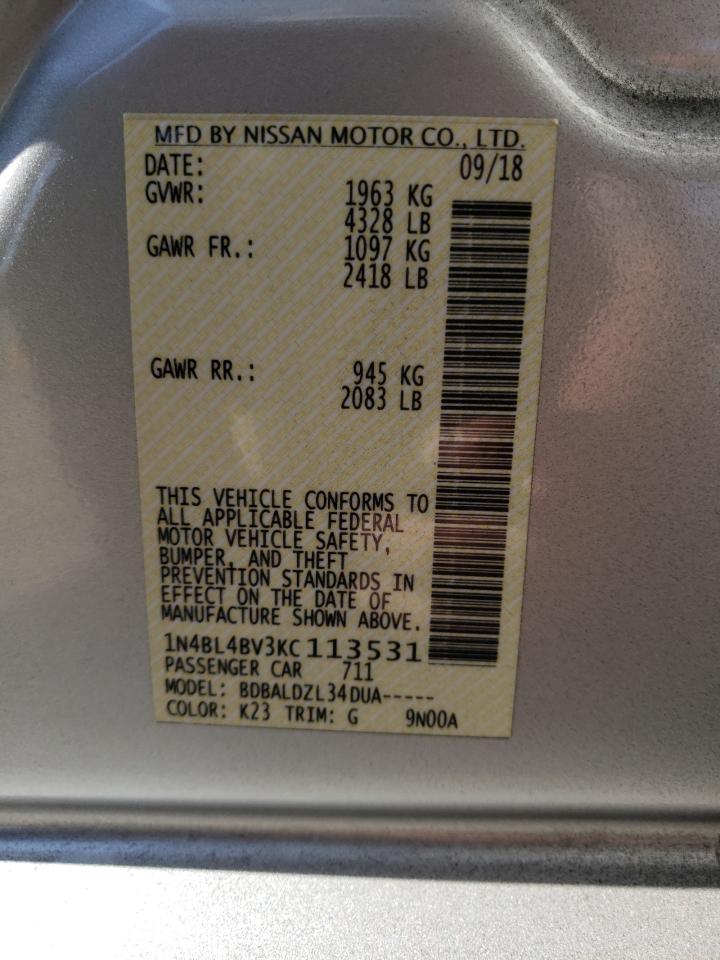 MFD BY NISSAN MOTOR CO., LTD.
DATE: 09/18
GVWR: 1963 KG
4328 LB
GAWR FR.: 1097 KG
2418 LB
GAWR RR.: 945 KG
2083 LB
THIS VEHICLE CONFORMS TO
ALL APPLICABLE FEDERAL
MOTOR VEHICLE SAFETY,
BUMPER, AND THEFT
PREVENTION STANDARDS IN
EFFECT ON THE DATE OF
MANUFACTURE SHOWN ABOVE.
1N4BL4BV3KC113531
PASSENGER CAR 711
MODEL: BDBALDZL34DUA-----
COLOR: K23 TRIM: G 9N00A